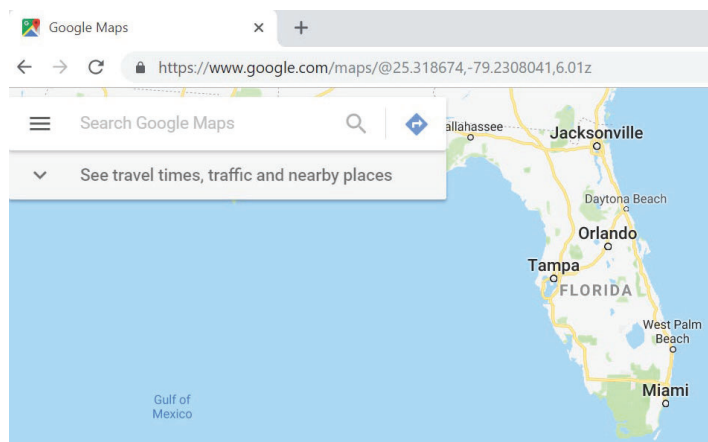 Google Maps
https://www.google.com/maps/@25.318674,-79.2308041,6.01z
Search Google Maps
See travel times, traffic and nearby places
allahassee
Jacksonville
Daytona Beach
Orlando
Tampa
FLORIDA
West Palm
Beach
Miami
Gulf of
Mexico